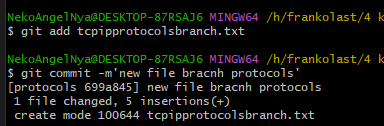 NekoAngelNya@DESKTOP-87RSAJ6 MINGW64 /h/frankolast/4 k
$ git add tcpipprotocolsbranch.txt
NekoAngelNya@DESKTOP-87RSAJ6 MINGW64 /h/frankolast/4 k
$ git commit -m'new file bracnh protocols'
[protocols 699a845] new file bracnh protocols
1 file changed, 5 insertions(+)
create mode 100644 tcpipprotocolsbranch.txt